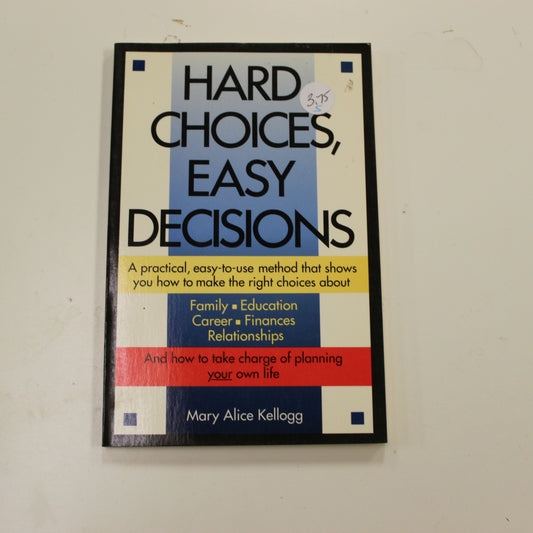 HARD
CHOICES,
EASY
DECISIONS
3.75
A practical, easy-to-use method that shows
you how to make the right choices about
Family ■ Education
Career ■ Finances
Relationships
And how to take charge of planning
your own life
Mary Alice Kellogg